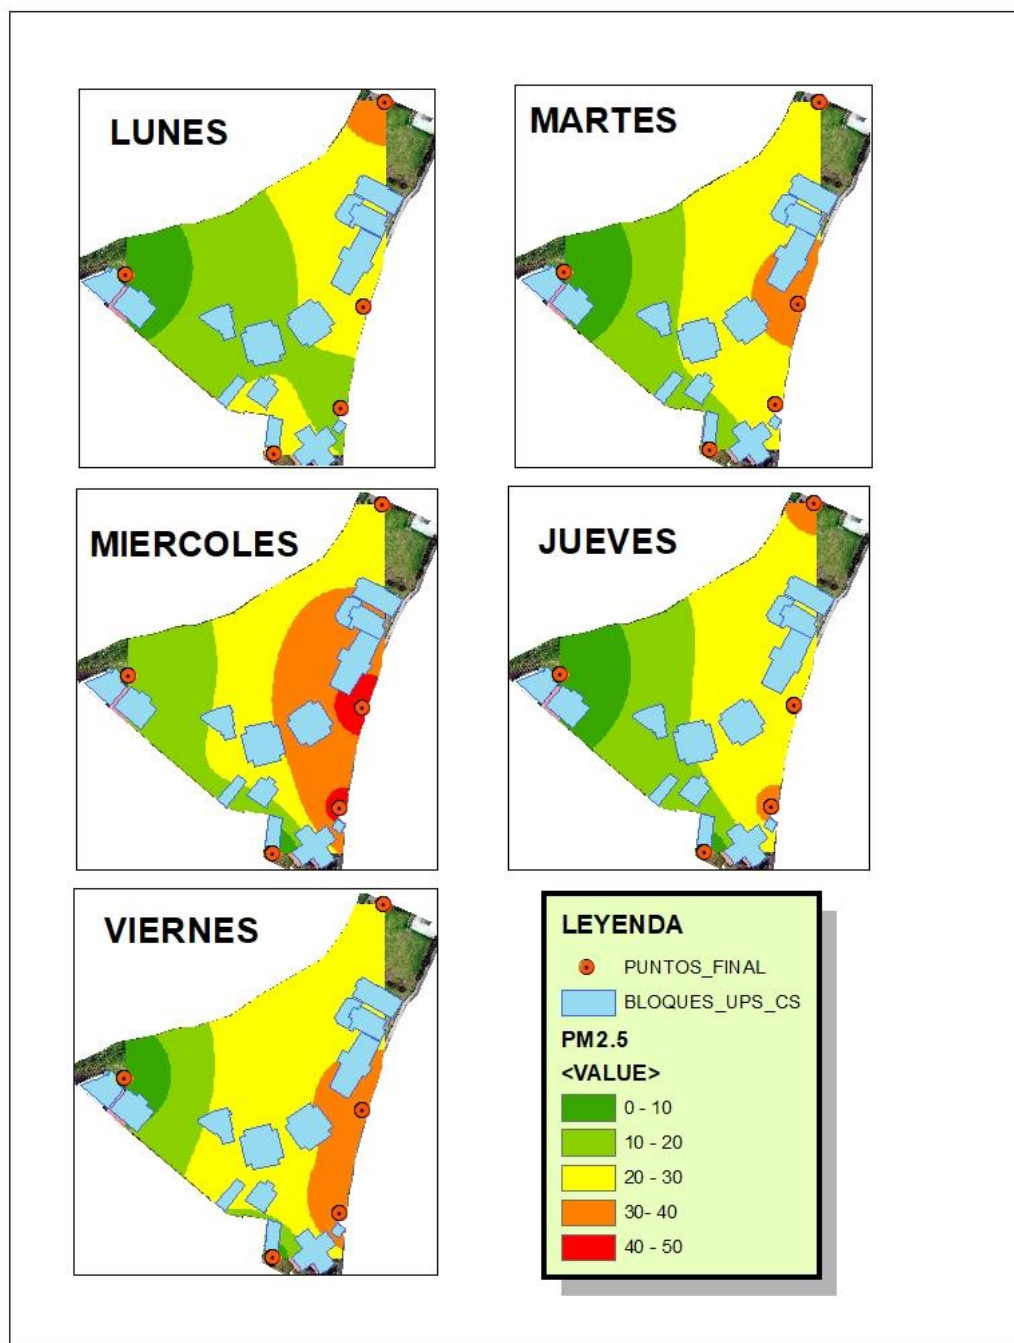 LUNES
MARTES
MIERCOLES
JUEVES
VIERNES
LEYENDA
PUNTOS_FINAL
BLOQUES_UPS_CS
PM2.5
<VALUE>
0 - 10
10 - 20
20 - 30
30- 40
40 - 50